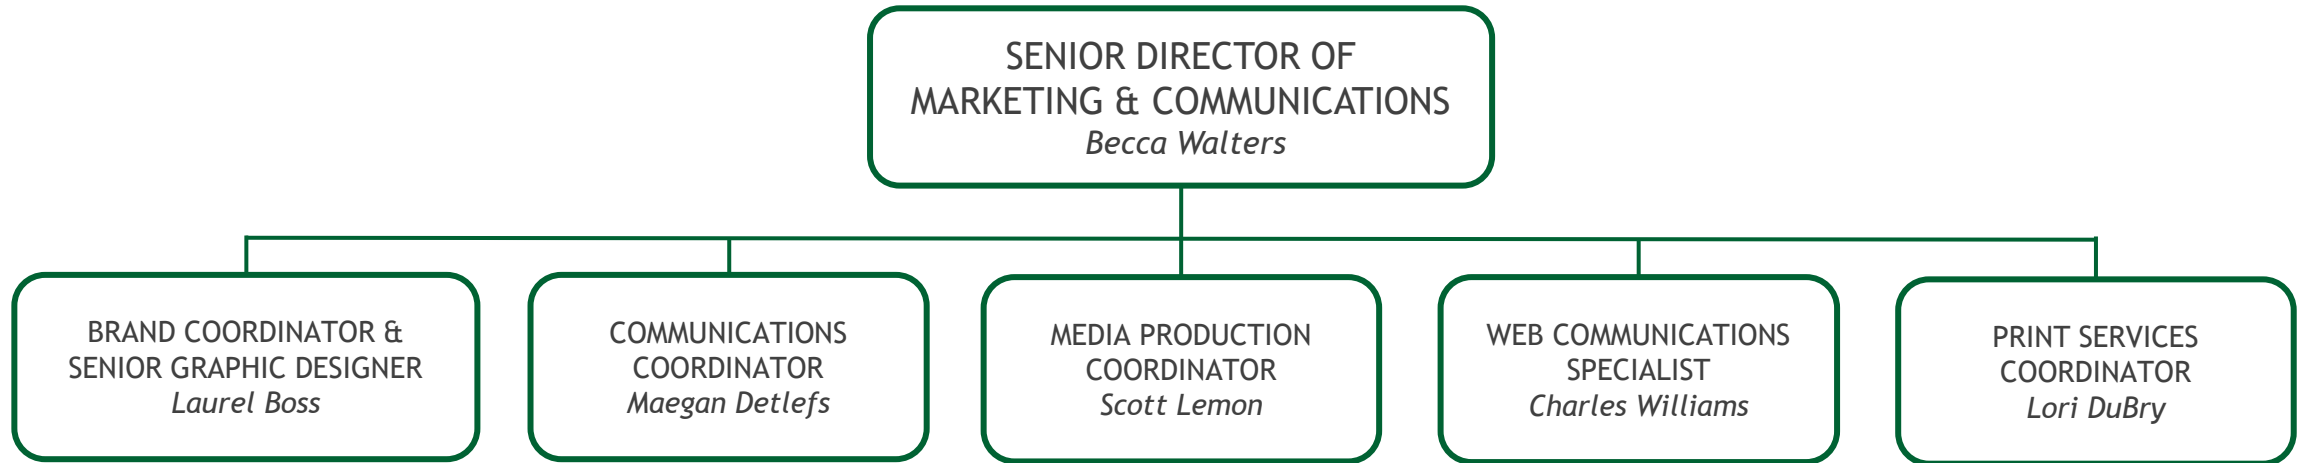 SENIOR DIRECTOR OF
MARKETING & COMMUNICATIONS
Becca Walters
BRAND COORDINATOR &
SENIOR GRAPHIC DESIGNER
Laurel Boss
COMMUNICATIONS
COORDINATOR
Maegan Detlefs
MEDIA PRODUCTION
COORDINATOR
Scott Lemon
WEB COMMUNICATIONS
SPECIALIST
Charles Williams
PRINT SERVICES
COORDINATOR
Lori DuBry